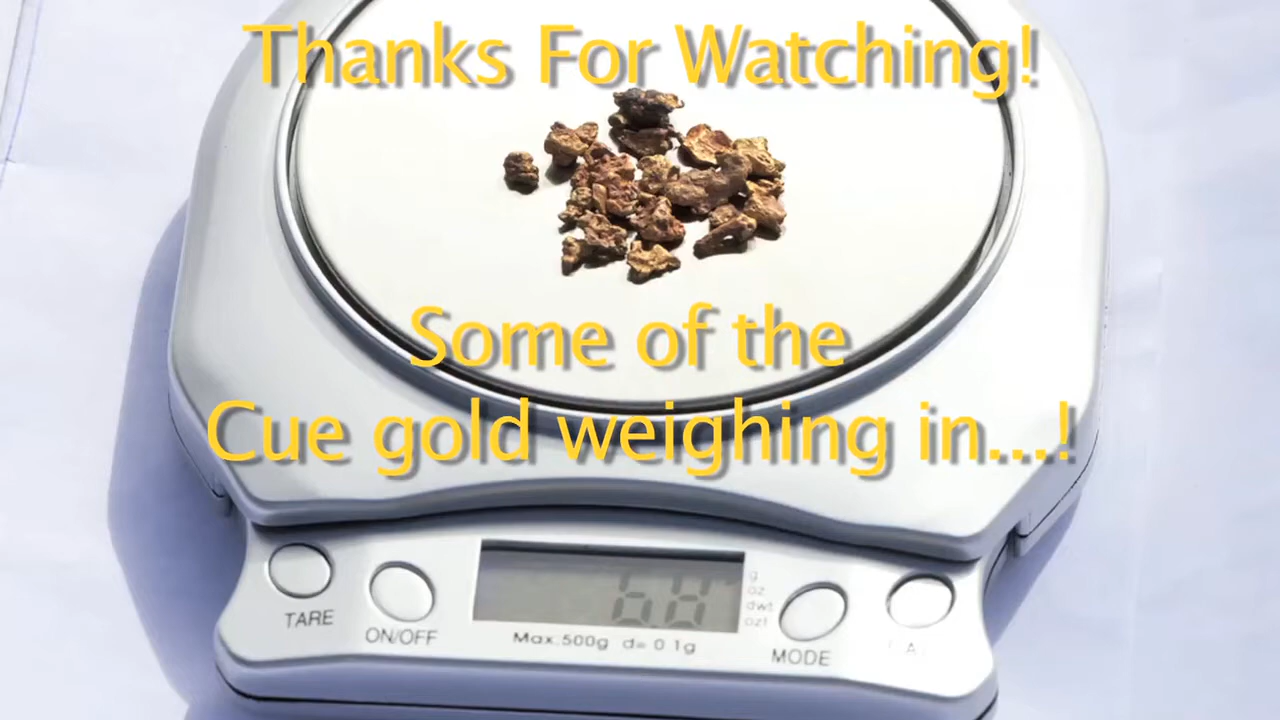 Thanks For Watching!
Some of the
Cue gold weighing in...!
g
oz
dwt
ozt
TARE
ON/OFF
Max:500g d= 0.1g
MODE